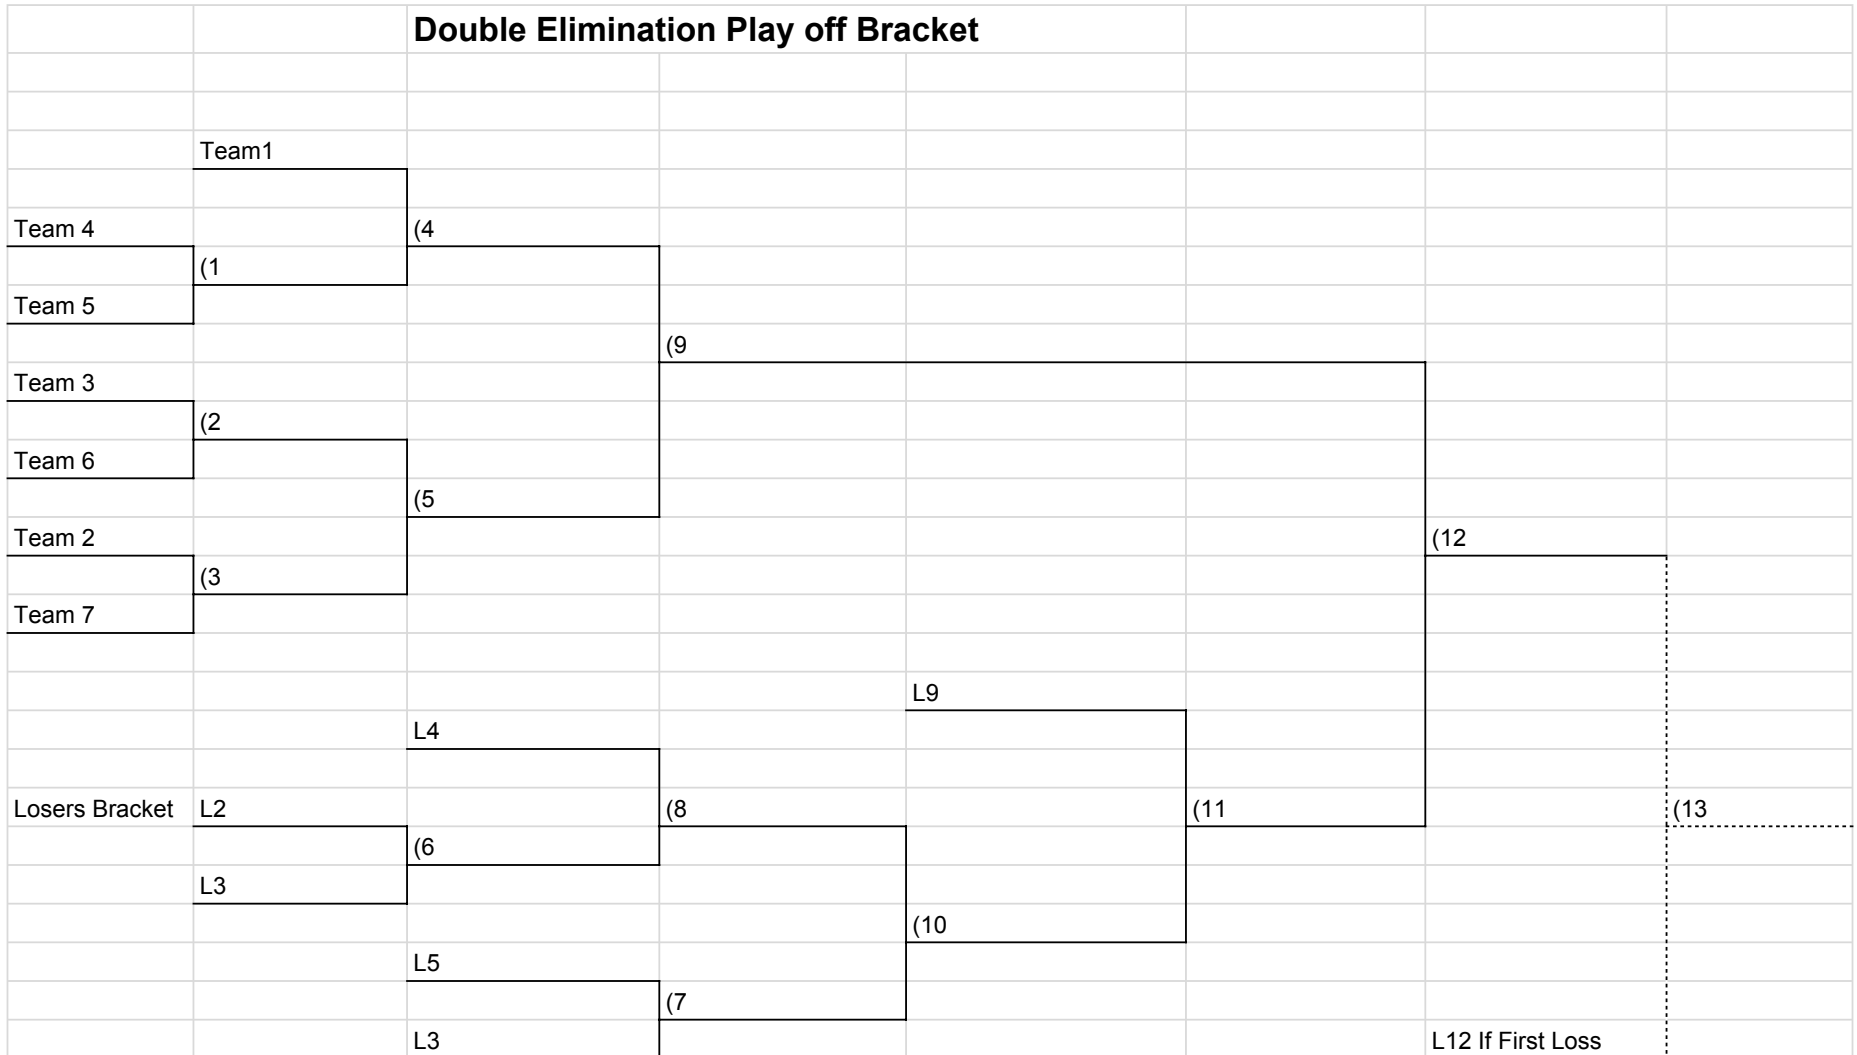 Double Elimination Play off Bracket
Team1
Team 4
(4
(1
Team 5
(9
Team 3
(2
Team 6
(5
Team 2
(12
(3
Team 7
L9
L4
Losers Bracket
L2
(8
(11
(13
(6
L3
(10
L5
(7
L3
L12 If First Loss